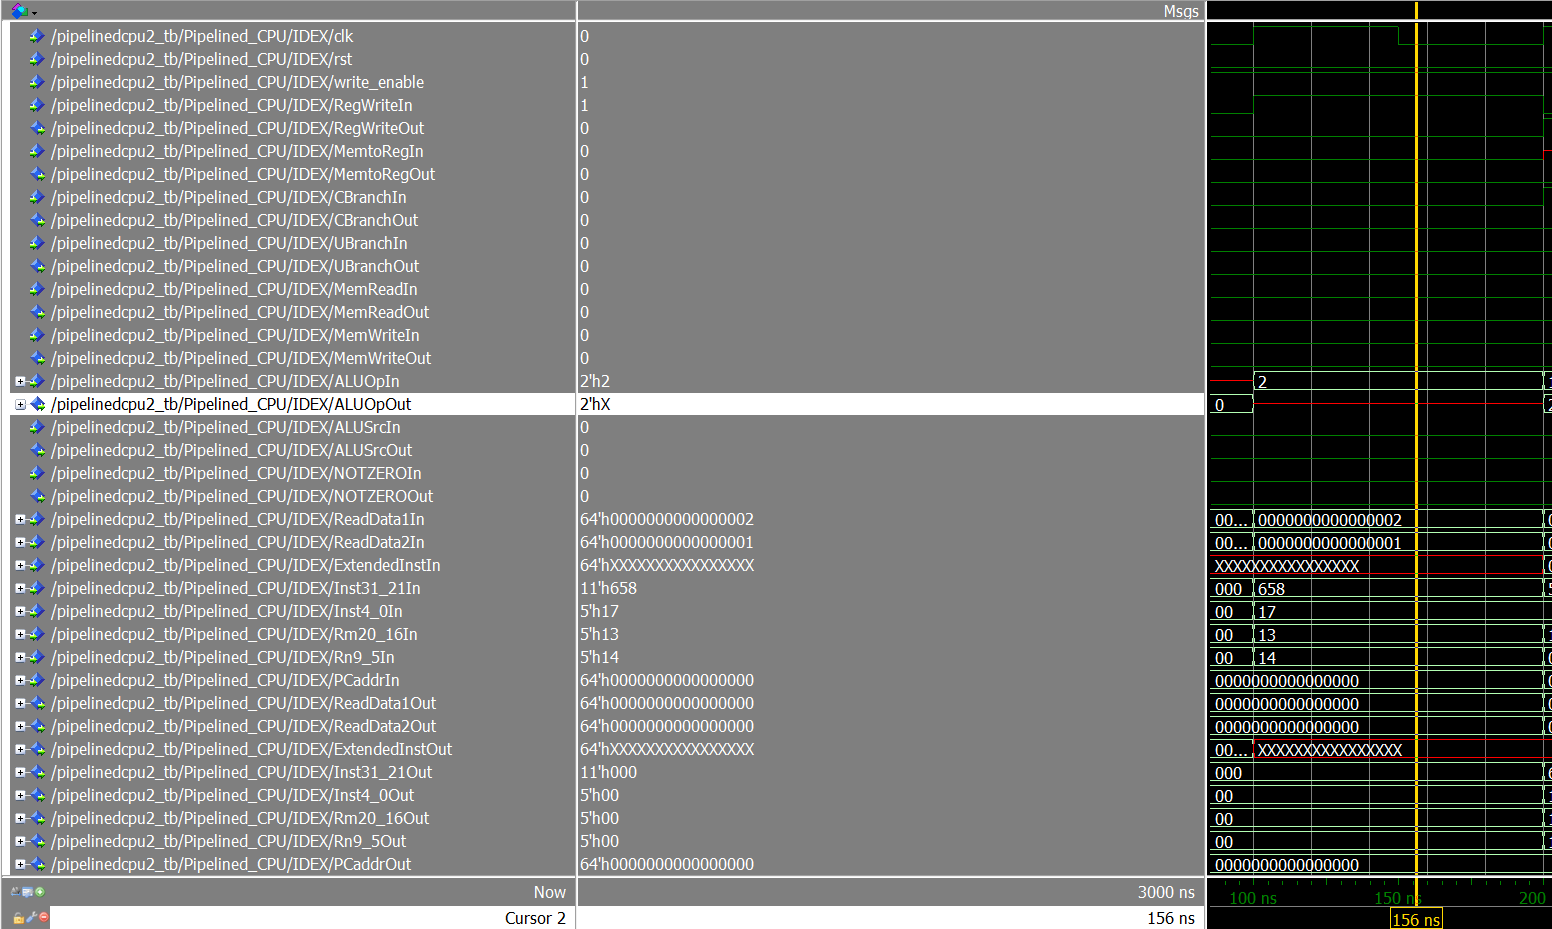 Msgs
/pipelinedcpu2_tb/Pipelined_CPU/IDEX/clk 0
/pipelinedcpu2_tb/Pipelined_CPU/IDEX/rst 0
/pipelinedcpu2_tb/Pipelined_CPU/IDEX/write_enable 1
/pipelinedcpu2_tb/Pipelined_CPU/IDEX/RegWriteIn 1
/pipelinedcpu2_tb/Pipelined_CPU/IDEX/RegWriteOut 0
/pipelinedcpu2_tb/Pipelined_CPU/IDEX/MemtoRegIn 0
/pipelinedcpu2_tb/Pipelined_CPU/IDEX/MemtoRegOut 0
/pipelinedcpu2_tb/Pipelined_CPU/IDEX/CBranchIn 0
/pipelinedcpu2_tb/Pipelined_CPU/IDEX/CBranchOut 0
/pipelinedcpu2_tb/Pipelined_CPU/IDEX/UBranchIn 0
/pipelinedcpu2_tb/Pipelined_CPU/IDEX/UBranchOut 0
/pipelinedcpu2_tb/Pipelined_CPU/IDEX/MemReadIn 0
/pipelinedcpu2_tb/Pipelined_CPU/IDEX/MemReadOut 0
/pipelinedcpu2_tb/Pipelined_CPU/IDEX/MemWriteIn 0
/pipelinedcpu2_tb/Pipelined_CPU/IDEX/MemWriteOut 0
/pipelinedcpu2_tb/Pipelined_CPU/IDEX/ALUOpIn 2'h2 2
/pipelinedcpu2_tb/Pipelined_CPU/IDEX/ALUOpOut 2'hX 0
/pipelinedcpu2_tb/Pipelined_CPU/IDEX/ALUSrcIn 0
/pipelinedcpu2_tb/Pipelined_CPU/IDEX/ALUSrcOut 0
/pipelinedcpu2_tb/Pipelined_CPU/IDEX/NOTZEROIn 0
/pipelinedcpu2_tb/Pipelined_CPU/IDEX/NOTZEROOut 0
/pipelinedcpu2_tb/Pipelined_CPU/IDEX/ReadData1In 64'h0000000000000002 00... 0000000000000002
/pipelinedcpu2_tb/Pipelined_CPU/IDEX/ReadData2In 64'h0000000000000001 00... 0000000000000001
/pipelinedcpu2_tb/Pipelined_CPU/IDEX/ExtendedInstIn 64'hXXXXXXXXXXXXXXXX XXXXXXXXXXXXXXXX
/pipelinedcpu2_tb/Pipelined_CPU/IDEX/Inst31_21In 11'h658 000 658
/pipelinedcpu2_tb/Pipelined_CPU/IDEX/Inst4_0In 5'h17 00 17
/pipelinedcpu2_tb/Pipelined_CPU/IDEX/Rm20_16In 5'h13 00 13
/pipelinedcpu2_tb/Pipelined_CPU/IDEX/Rn9_5In 5'h14 00 14
/pipelinedcpu2_tb/Pipelined_CPU/IDEX/PCaddrIn 64'h0000000000000000 0000000000000000
/pipelinedcpu2_tb/Pipelined_CPU/IDEX/ReadData1Out 64'h0000000000000000 0000000000000000
/pipelinedcpu2_tb/Pipelined_CPU/IDEX/ReadData2Out 64'h0000000000000000 0000000000000000
/pipelinedcpu2_tb/Pipelined_CPU/IDEX/ExtendedInstOut 64'hXXXXXXXXXXXXXXXX 00... XXXXXXXXXXXXXXXX
/pipelinedcpu2_tb/Pipelined_CPU/IDEX/Inst31_21Out 11'h000 000
/pipelinedcpu2_tb/Pipelined_CPU/IDEX/Inst4_0Out 5'h00 00
/pipelinedcpu2_tb/Pipelined_CPU/IDEX/Rm20_16Out 5'h00 00
/pipelinedcpu2_tb/Pipelined_CPU/IDEX/Rn9_5Out 5'h00 00
/pipelinedcpu2_tb/Pipelined_CPU/IDEX/PCaddrOut 64'h0000000000000000 0000000000000000
Now 3000 ns 100 ns 150 ns 200
Cursor 2 156 ns 156 ns